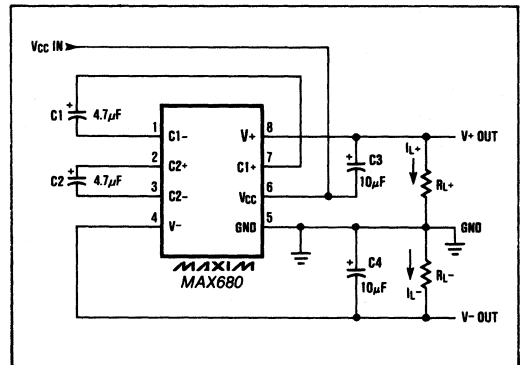 VCC IN
C1
+
4.7µF
C2
+
4.7µF
1
C1-
2
C2+
3
C2-
4
V-
V+
8
C1+
7
VCC
6
GND
5
MAXIM
MAX680
+
C3
10µF
+
C4
10µF
IL+
RL+
IL-
RL-
V+ OUT
GND
V- OUT